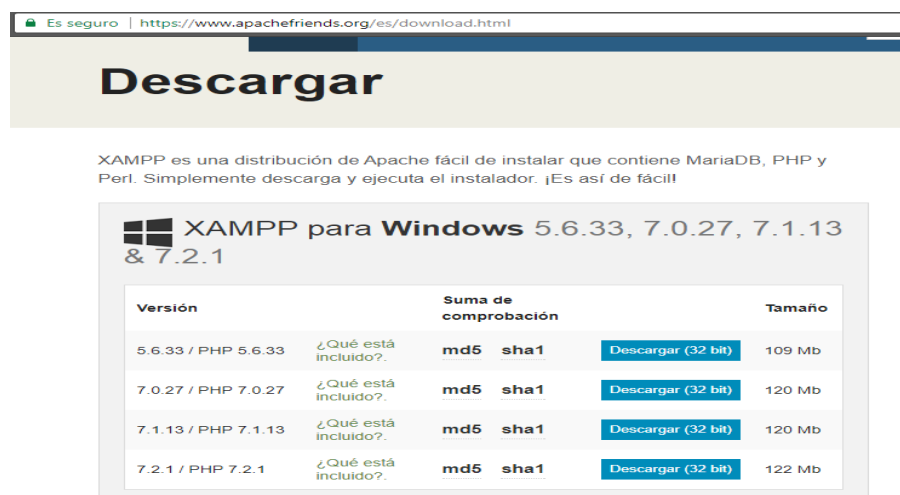 Es seguro | https://www.apachefriends.org/es/download.html
Descargar
XAMPP es una distribución de Apache fácil de instalar que contiene MariaDB, PHP y
Perl. Simplemente descarga y ejecuta el instalador. ¡Es así de fácil!
XAMPP para Windows 5.6.33, 7.0.27, 7.1.13
& 7.2.1
Versión Suma de comprobación Tamaño
5.6.33 / PHP 5.6.33 ¿Qué está incluido?. md5 sha1 Descargar (32 bit) 109 Mb
7.0.27 / PHP 7.0.27 ¿Qué está incluido?. md5 sha1 Descargar (32 bit) 120 Mb
7.1.13 / PHP 7.1.13 ¿Qué está incluido?. md5 sha1 Descargar (32 bit) 120 Mb
7.2.1 / PHP 7.2.1 ¿Qué está incluido?. md5 sha1 Descargar (32 bit) 122 Mb